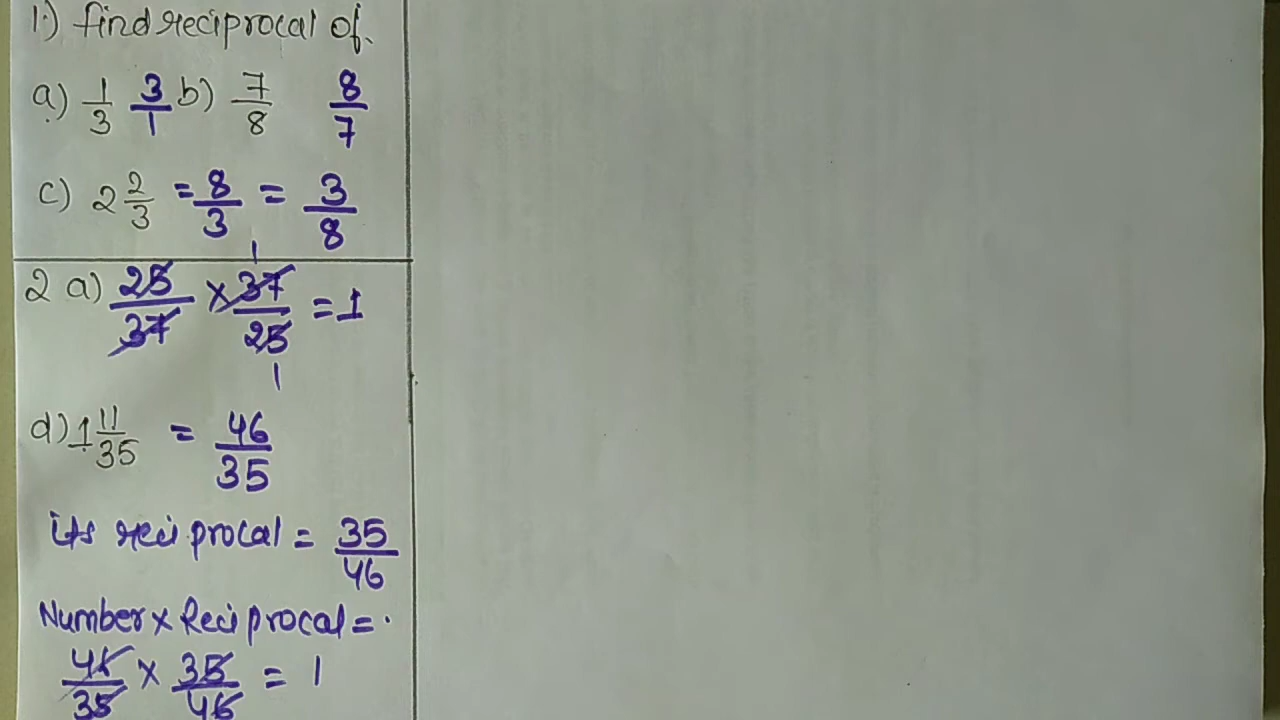 1.) find reciprocal of.
a) 1/3 3/1 b) 7/8 8/7
c) 2 2/3 = 8/3 = 3/8
2 a) 25/37 × 37/25 = 1
1
1
d) 1 11/35 = 46/35
its reciprocal = 35/46
Number × Reciprocal = .
46/35 × 35/46 = 1